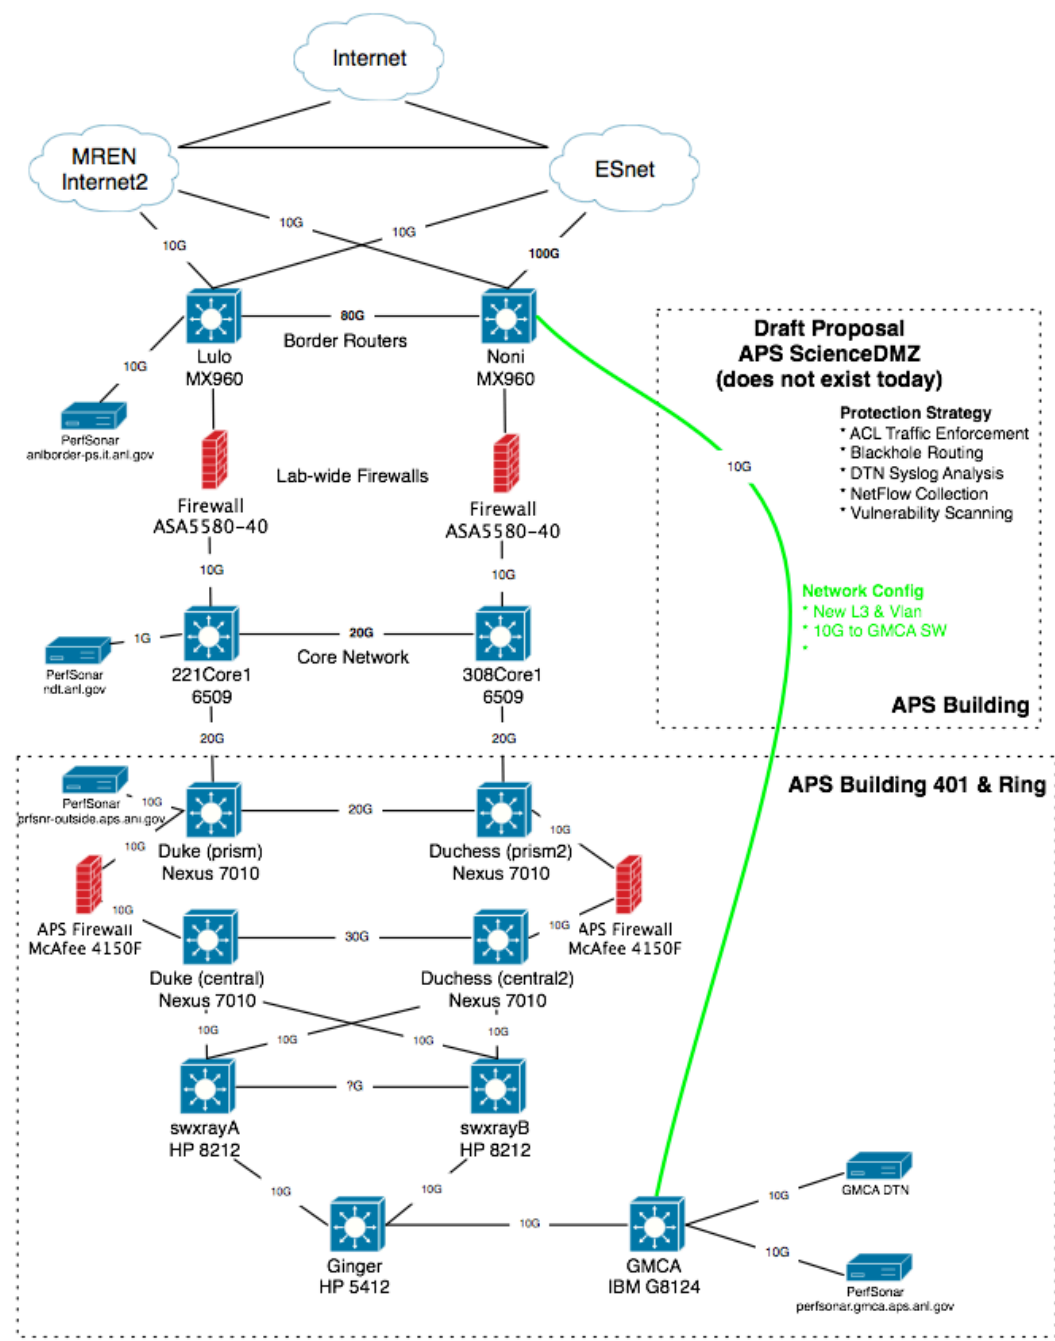 Internet
MREN
Internet2
ESnet
10G
10G
10G
100G
80G
Border Routers
Lulo
MX960
Noni
MX960
10G
PerfSonar
anlborder-ps.it.anl.gov
Draft Proposal
APS ScienceDMZ
(does not exist today)
Protection Strategy
* ACL Traffic Enforcement
* Blackhole Routing
* DTN Syslog Analysis
* NetFlow Collection
* Vulnerability Scanning
10G
Lab-wide Firewalls
Firewall
ASA5580-40
Firewall
ASA5580-40
10G
10G
Network Config
* New L3 & Vlan
* 10G to GMCA SW
*
1G
20G
Core Network
PerfSonar
ndt.anl.gov
221Core1
6509
308Core1
6509
APS Building
20G
20G
APS Building 401 & Ring
PerfSonar
prfsnr-outside.aps.anl.gov
10G
20G
10G
10G
Duke (prism)
Nexus 7010
Duchess (prism2)
Nexus 7010
10G
10G
APS Firewall
McAfee 4150F
30G
APS Firewall
McAfee 4150F
Duke (central)
Nexus 7010
Duchess (central2)
Nexus 7010
10G
10G
10G
10G
?G
swxrayA
HP 8212
swxrayB
HP 8212
10G
10G
10G
Ginger
HP 5412
GMCA
IBM G8124
10G
GMCA DTN
10G
PerfSonar
perfsonar.gmca.aps.anl.gov